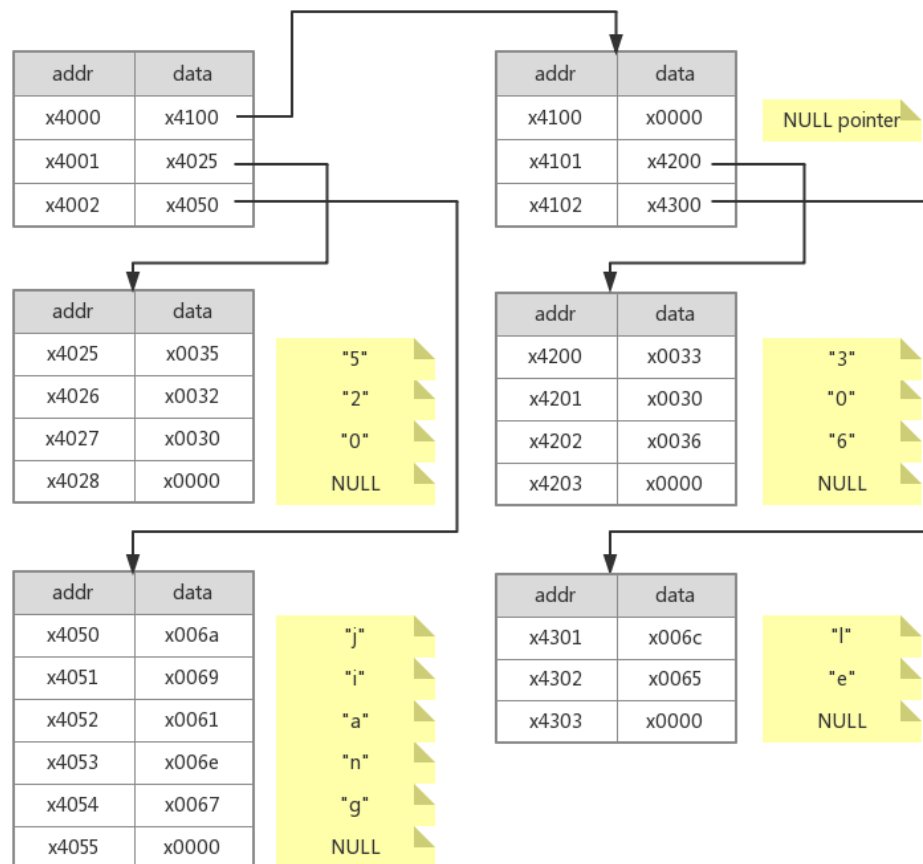 addr data
x4000 x4100
x4001 x4025
x4002 x4050
addr data
x4100 x0000
x4101 x4200
x4102 x4300
NULL pointer
addr data
x4025 x0035
x4026 x0032
x4027 x0030
x4028 x0000
"5"
"2"
"0"
NULL
addr data
x4200 x0033
x4201 x0030
x4202 x0036
x4203 x0000
"3"
"0"
"6"
NULL
addr data
x4050 x006a
x4051 x0069
x4052 x0061
x4053 x006e
x4054 x0067
x4055 x0000
"j"
"i"
"a"
"n"
"g"
NULL
addr data
x4301 x006c
x4302 x0065
x4303 x0000
"l"
"e"
NULL